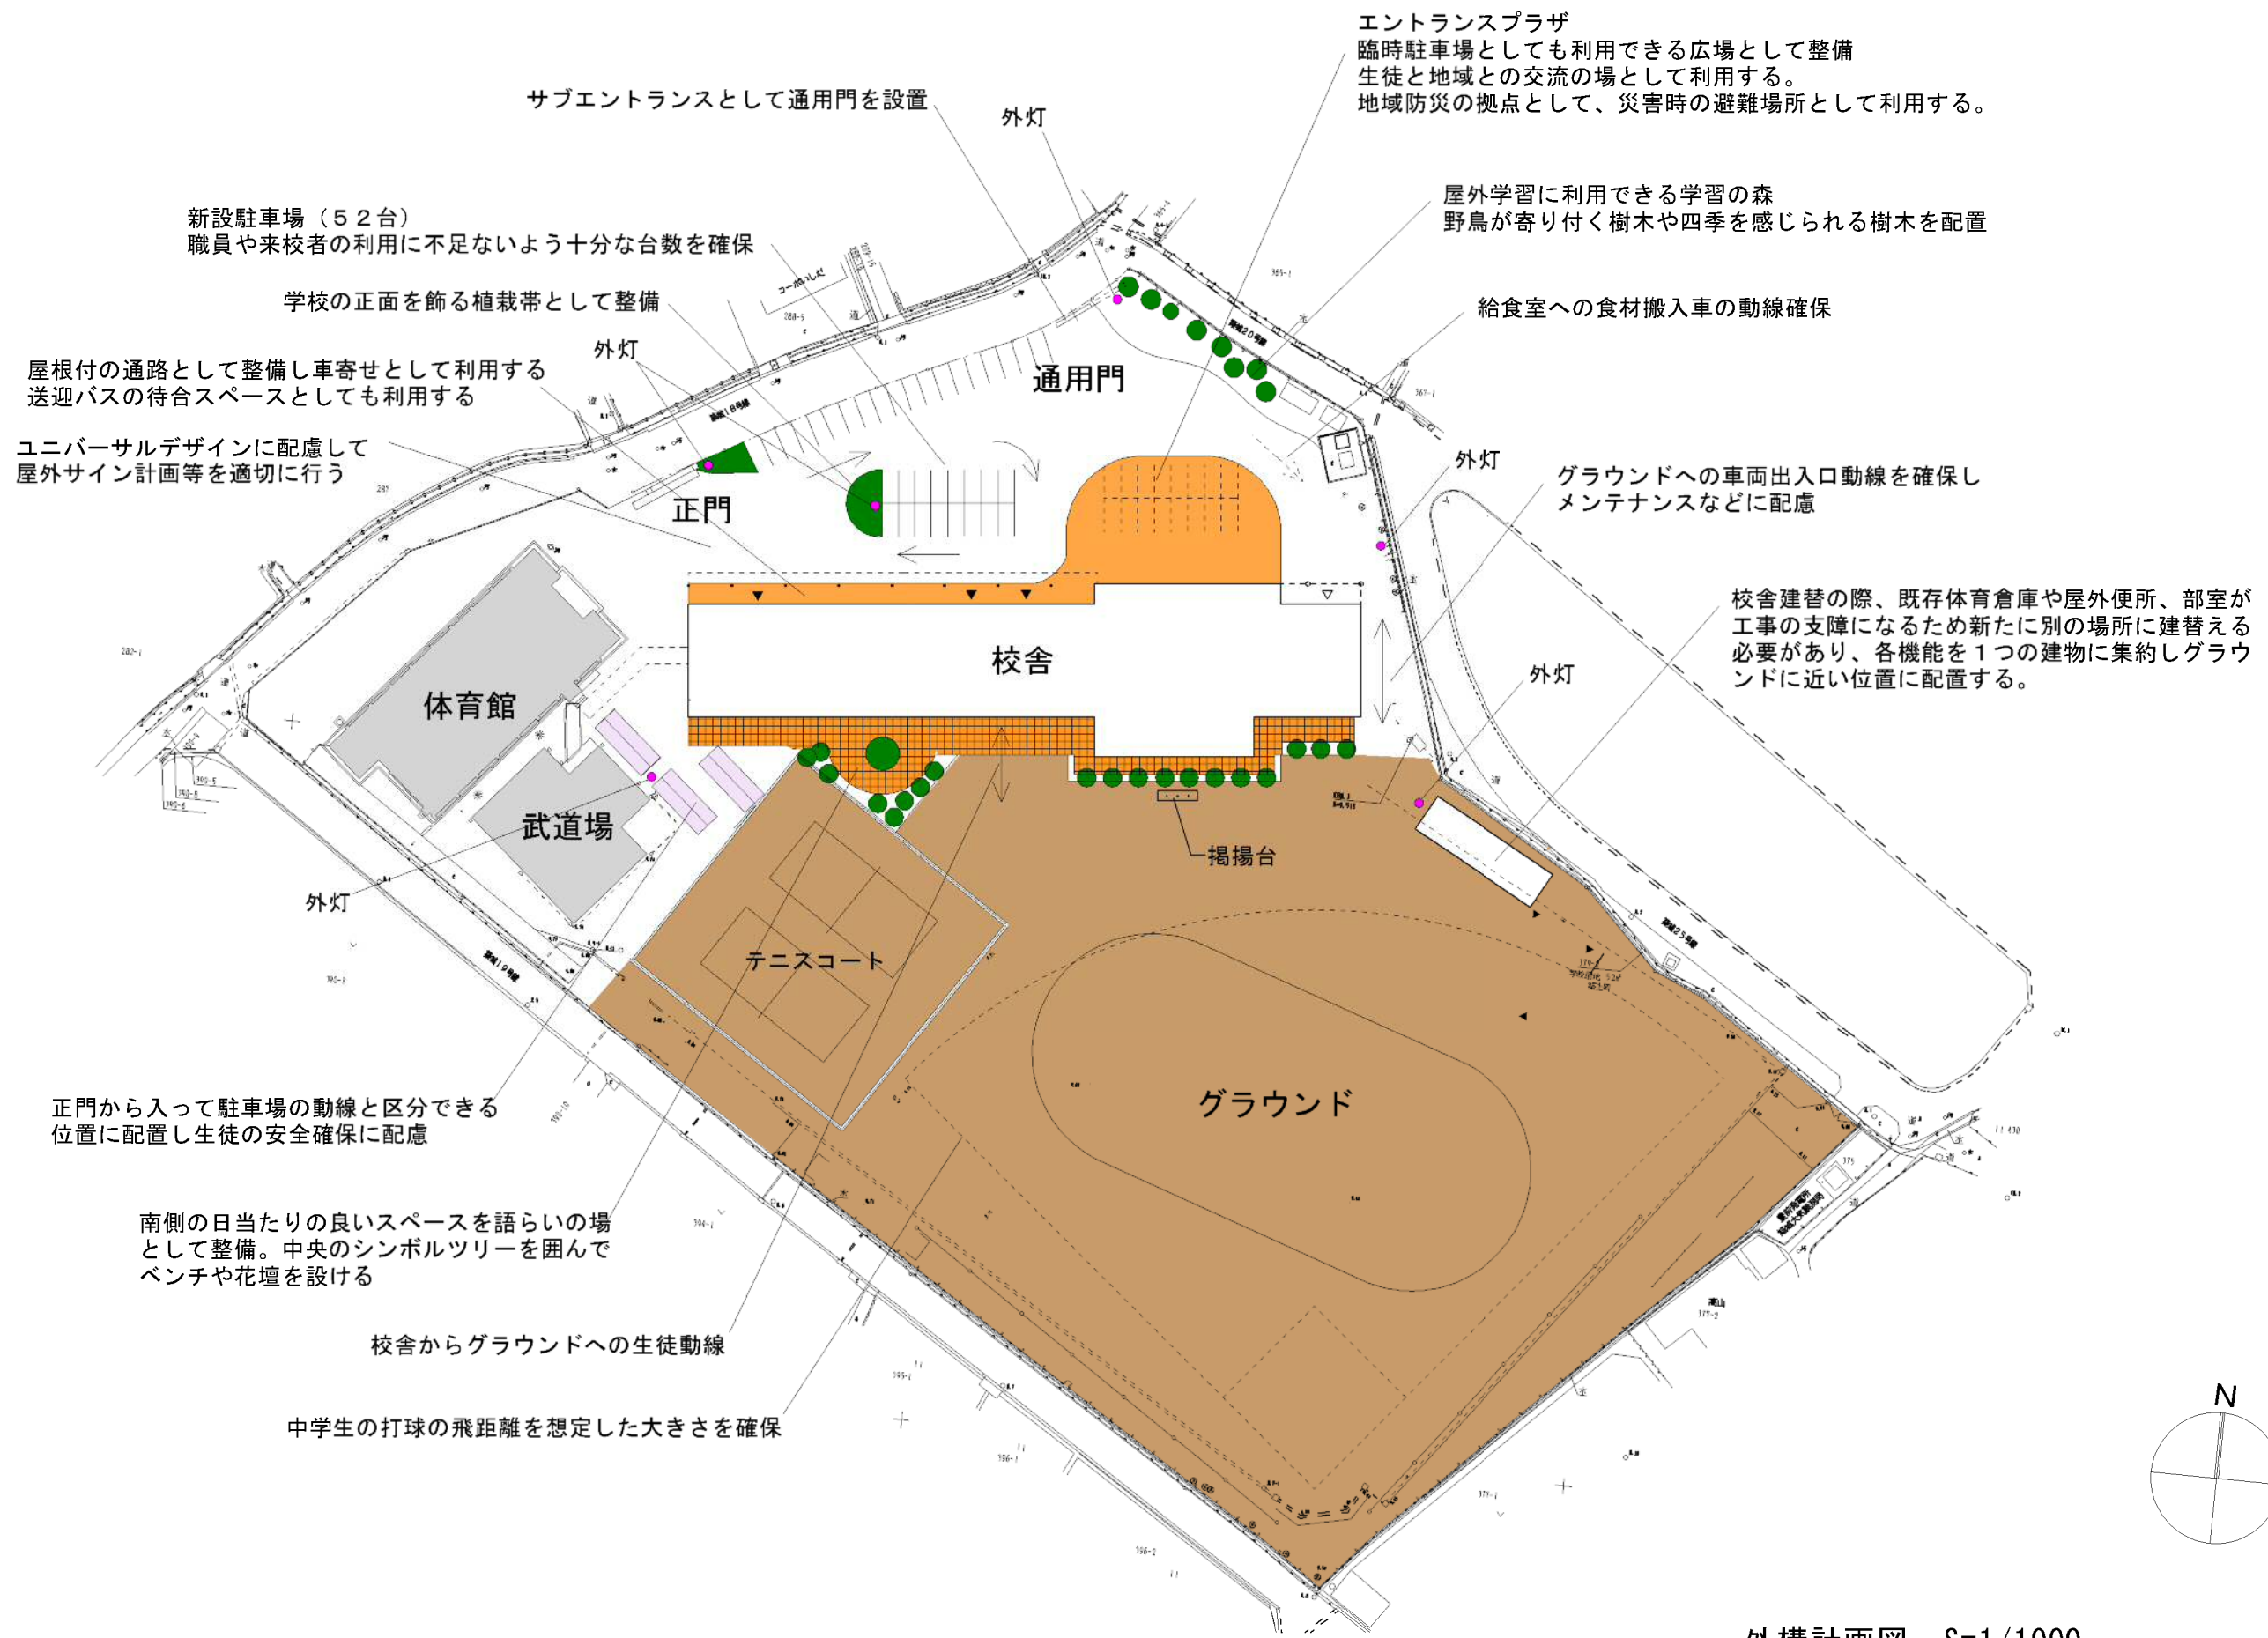 エントランスプラザ
臨時駐車場としても利用できる広場として整備
生徒と地域との交流の場として利用する。
地域防災の拠点として、災害時の避難場所として利用する。
サブエントランスとして通用門を設置
外灯
屋外学習に利用できる学習の森
野鳥が寄り付く樹木や四季を感じられる樹木を配置
新設駐車場（５２台）
職員や来校者の利用に不足ないよう十分な台数を確保
学校の正面を飾る植栽帯として整備
給食室への食材搬入車の動線確保
外灯
屋根付の通路として整備し車寄せとして利用する
送迎バスの待合スペースとしても利用する
通用門
ユニバーサルデザインに配慮して
屋外サイン計画等を適切に行う
外灯
グラウンドへの車両出入口動線を確保し
メンテナンスなどに配慮
正門
校舎建替の際、既存体育倉庫や屋外便所、部室が
工事の支障になるため新たに別の場所に建替える
必要があり、各機能を１つの建物に集約しグラウ
ンドに近い位置に配置する。
校舎
外灯
体育館
武道場
掲揚台
外灯
テニスコート
グラウンド
正門から入って駐車場の動線と区分できる
位置に配置し生徒の安全確保に配慮
南側の日当たりの良いスペースを語らいの場
として整備。中央のシンボルツリーを囲んで
ベンチや花壇を設ける
校舎からグラウンドへの生徒動線
中学生の打球の飛距離を想定した大きさを確保
N
外構計画図　S=1/1000